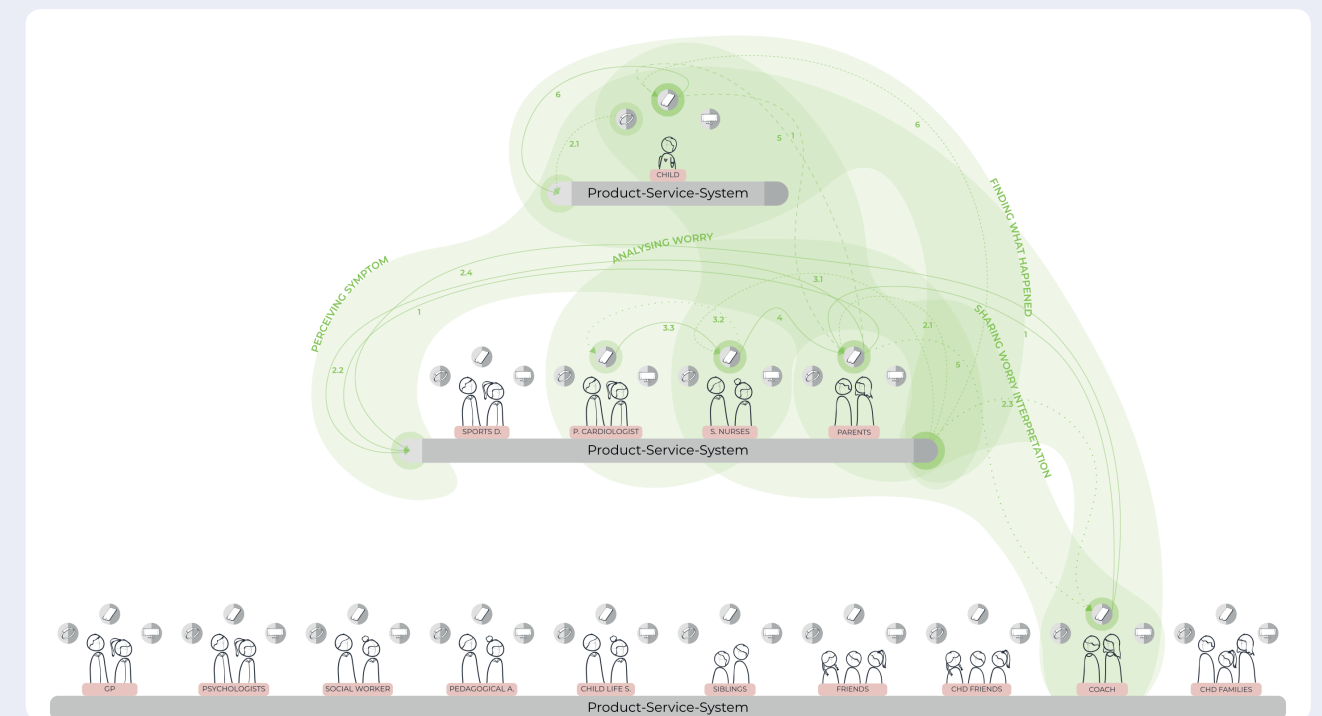 6
6
5
1
2.1
CHILD
Product-Service-System
FINDING WHAT HAPPENED
ANALYSING WORRY
PERCEIVING SYMPTOM
2.4
3.1
1
3.3
3.2
4
2.1
1
2.2
5
SHARING WORRY INTERPRETATION
2.3
SPORTS D.
P. CARDIOLOGIST
S. NURSES
PARENTS
Product-Service-System
GP
PSYCHOLOGISTS
SOCIAL WORKER
PEDAGOGICAL A.
CHILD LIFE S.
SIBLINGS
FRIENDS
CHD FRIENDS
COACH
CHD FAMILIES
Product-Service-System